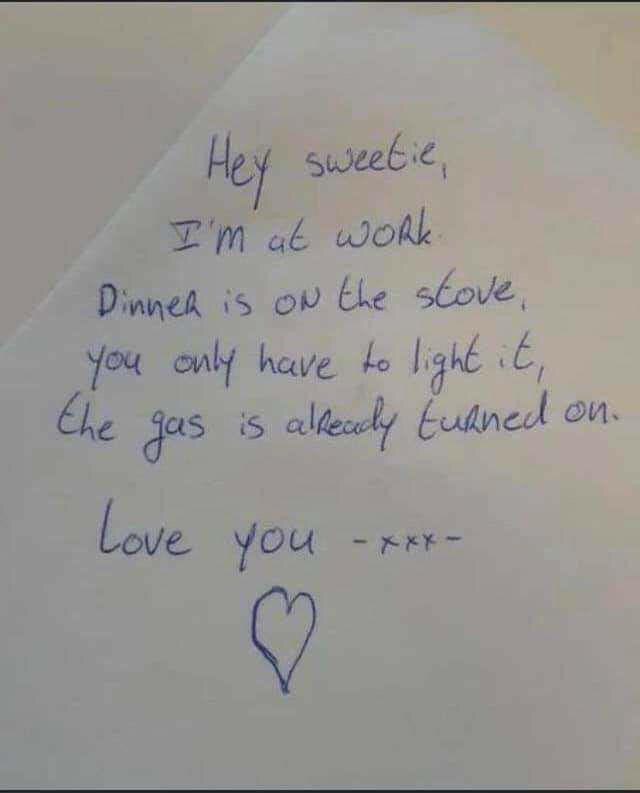 Hey sweetie,
I'm at work.
Dinner is on the stove,
you only have to light it,
the gas is already turned on.
Love you -xxx-